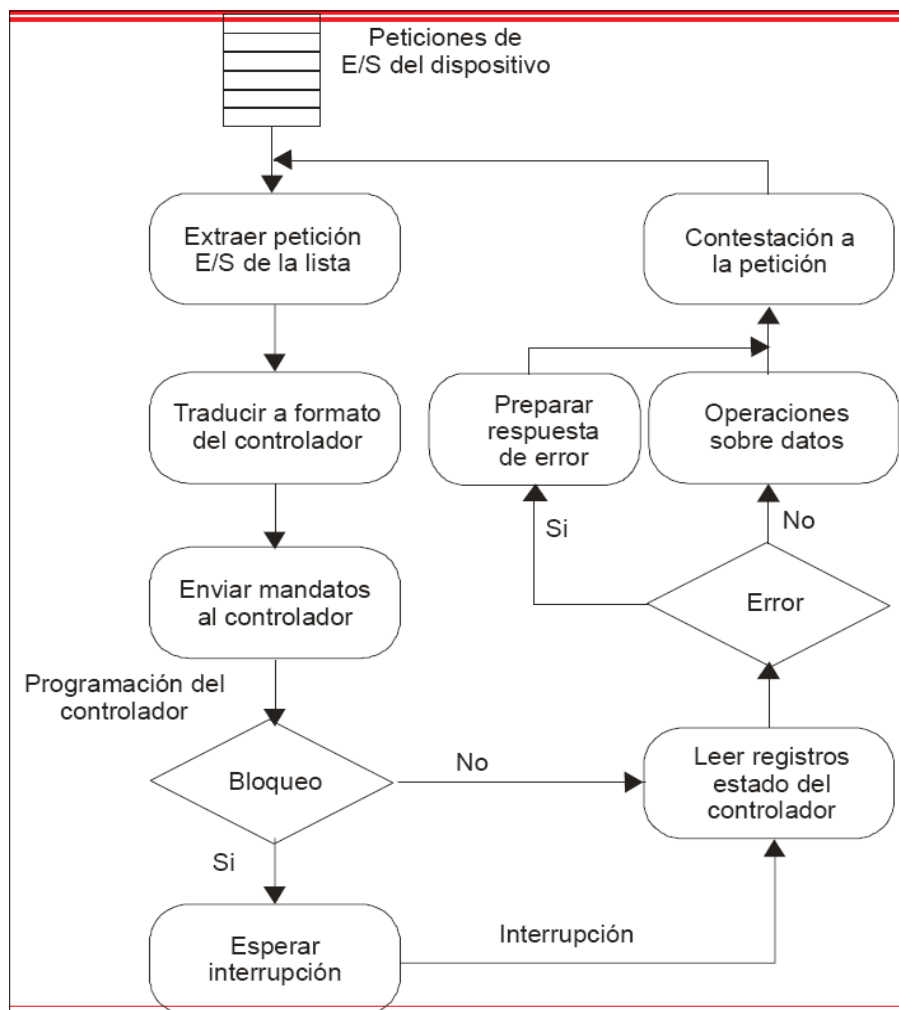 Peticiones de
E/S del dispositivo
Extraer petición
E/S de la lista
Contestación a
la petición
Traducir a formato
del controlador
Preparar
respuesta
de error
Operaciones
sobre datos
Si
No
Enviar mandatos
al controlador
Error
Programación del
controlador
Bloqueo
No
Leer registros
estado del
controlador
Si
Esperar
interrupción
Interrupción